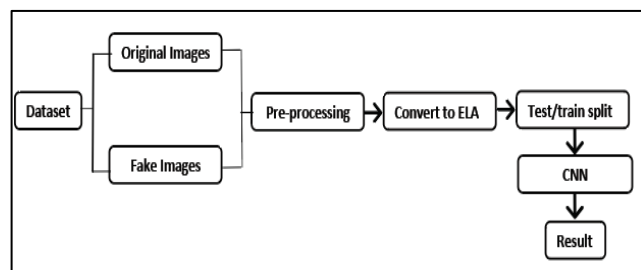 Original Images
Dataset
Pre-processing
Convert to ELA
Test/train split
Fake Images
CNN
Result